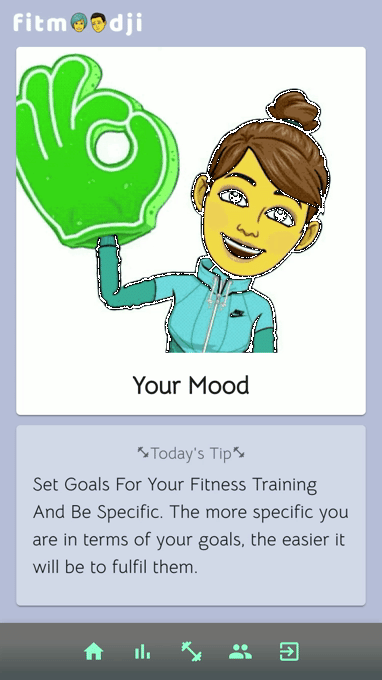 fitmoodji
Your Mood
Today's Tip
Set Goals For Your Fitness Training
And Be Specific. The more specific you
are in terms of your goals, the easier it
will be to fulfil them.